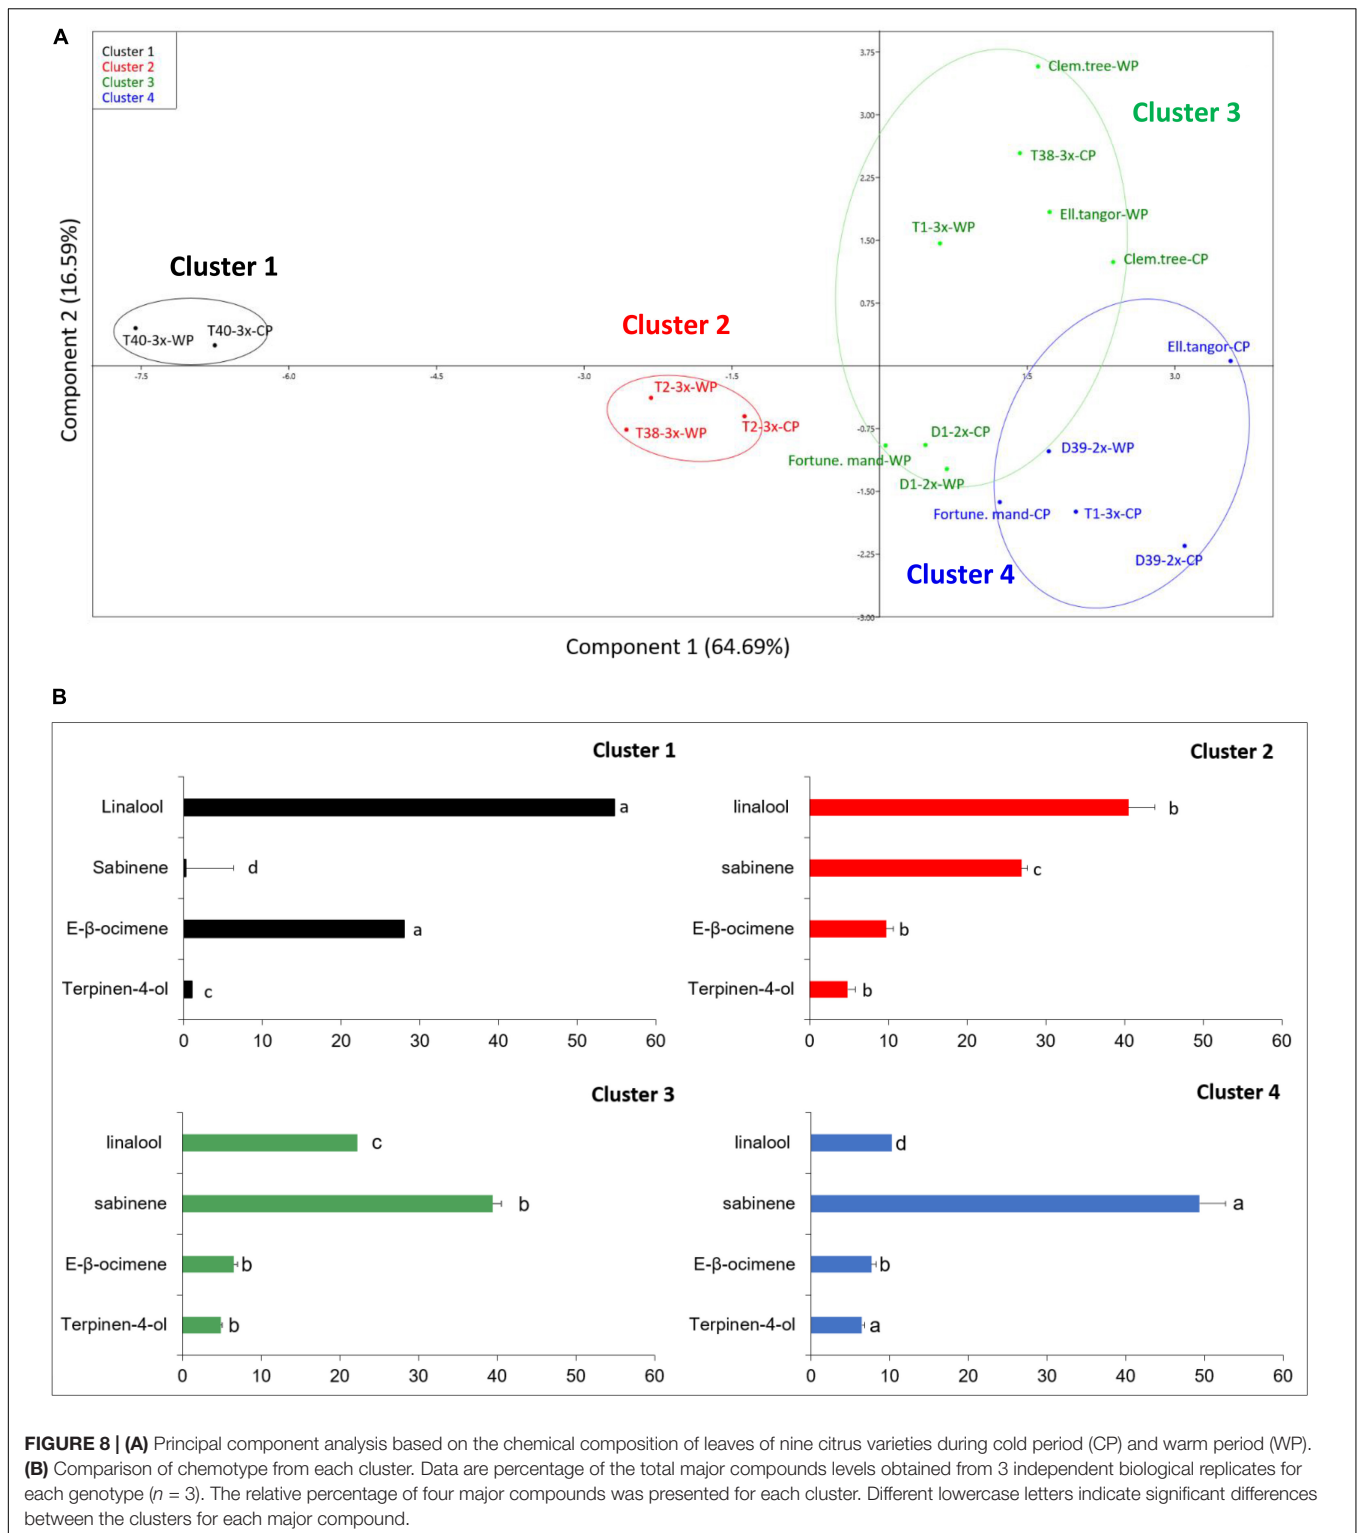 A
Cluster 1
Cluster 2
Cluster 3
Cluster 4
Component 2 (16.59%)
3.75
3.00
2.25
1.50
0.75
-0.75
-1.50
-2.25
-3.00
-7.5
-6.0
-4.5
-3.0
-1.5
1.5
3.0
Clem.tree-WP
Cluster 3
T38-3x-CP
Ell.tangor-WP
T1-3x-WP
Clem.tree-CP
Cluster 1
T40-3x-WP
T40-3x-CP
Cluster 2
T2-3x-WP
T38-3x-WP
T2-3x-CP
Ell.tangor-CP
D1-2x-CP
Fortune. mand-WP
D1-2x-WP
D39-2x-WP
Fortune. mand-CP
T1-3x-CP
D39-2x-CP
Cluster 4
Component 1 (64.69%)
B
Cluster 1
Linalool a
Sabinene d
E-β-ocimene a
Terpinen-4-ol c
0 10 20 30 40 50 60
Cluster 2
linalool b
sabinene c
E-β-ocimene b
Terpinen-4-ol b
0 10 20 30 40 50 60
Cluster 3
linalool c
sabinene b
E-β-ocimene b
Terpinen-4-ol b
0 10 20 30 40 50 60
Cluster 4
linalool d
sabinene a
E-β-ocimene b
Terpinen-4-ol a
0 10 20 30 40 50 60
FIGURE 8 | (A) Principal component analysis based on the chemical composition of leaves of nine citrus varieties during cold period (CP) and warm period (WP).
(B) Comparison of chemotype from each cluster. Data are percentage of the total major compounds levels obtained from 3 independent biological replicates for
each genotype (n = 3). The relative percentage of four major compounds was presented for each cluster. Different lowercase letters indicate significant differences
between the clusters for each major compound.